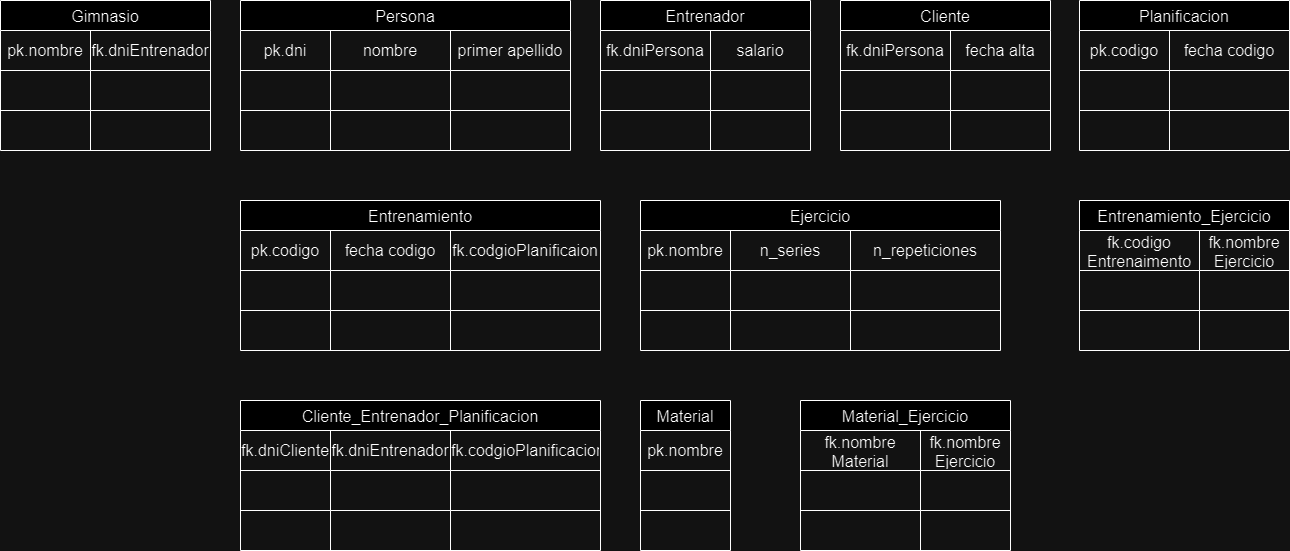 Gimnasio
pk.nombre fk.dniEntrenador
Persona
pk.dni nombre primer apellido
Entrenador
fk.dniPersona salario
Cliente
fk.dniPersona fecha alta
Planificacion
pk.codigo fecha codigo
Entrenamiento
pk.codigo fecha codigo fk.codgioPlanificaion
Ejercicio
pk.nombre n_series n_repeticiones
Entrenamiento_Ejercicio
fk.codigo
Entrenaimento
fk.nombre
Ejercicio
Cliente_Entrenador_Planificacion
fk.dniCliente fk.dniEntrenador fk.codgioPlanificacion
Material
pk.nombre
Material_Ejercicio
fk.nombre
Material
fk.nombre
Ejercicio